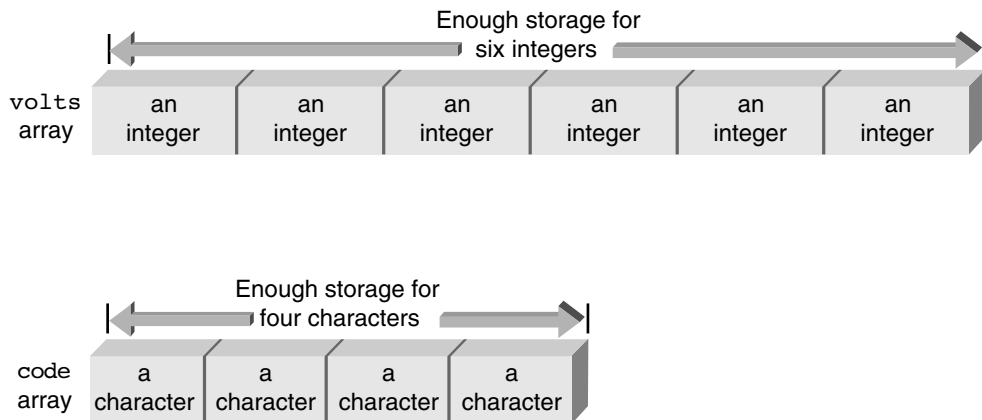 Enough storage for
six integers
volts
array
an
integer
an
integer
an
integer
an
integer
an
integer
an
integer
Enough storage for
four characters
code
array
a
character
a
character
a
character
a
character